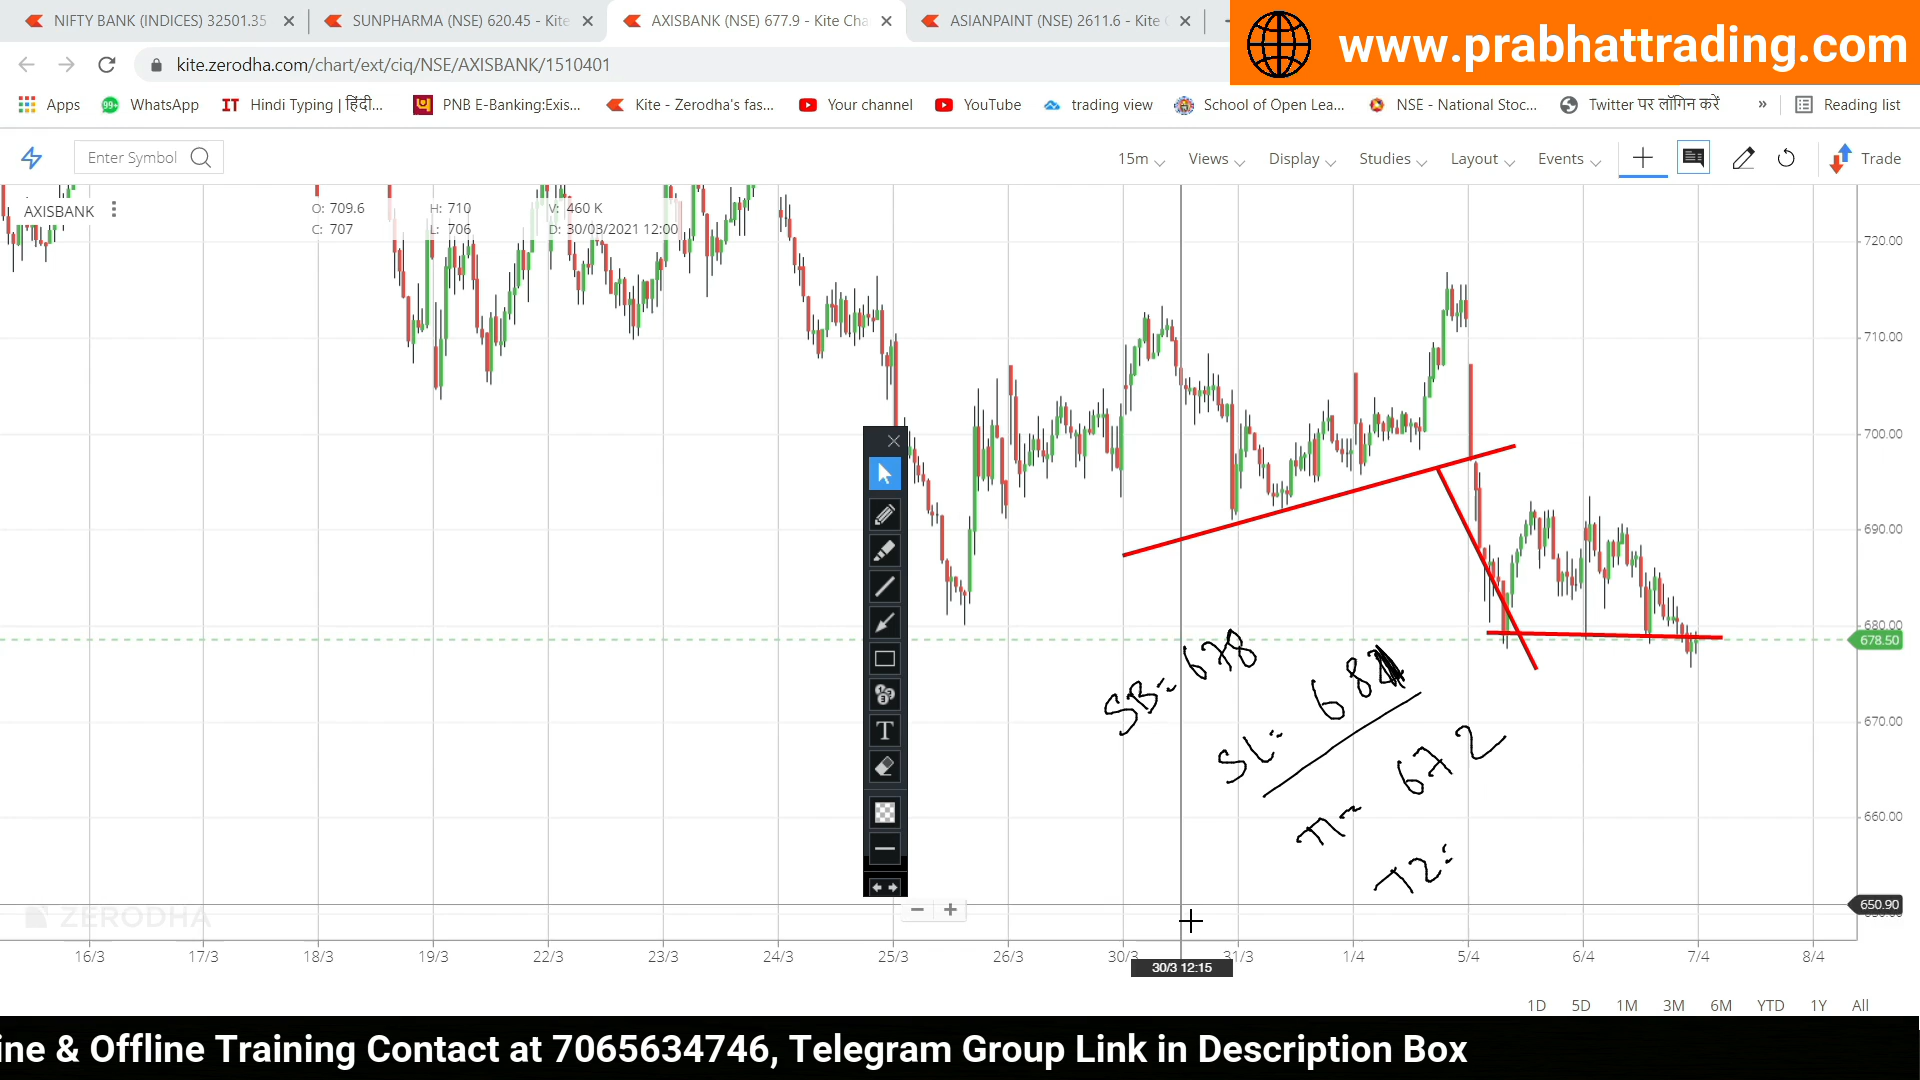 NIFTY BANK (INDICES) 32501.35
SUNPHARMA (NSE) 620.45 - Kite
AXISBANK (NSE) 677.9 - Kite Cha
ASIANPAINT (NSE) 2611.6 - Kite
www.prabhattrading.com
kite.zerodha.com/chart/ext/ciq/NSE/AXISBANK/1510401
Apps
99+
WhatsApp
IT
Hindi Typing | हिंदी...
PNB E-Banking:Exis...
Kite - Zerodha's fas...
Your channel
YouTube
trading view
School of Open Lea...
NSE - National Stoc...
Twitter पर लॉगिन करें
»
Reading list
Enter Symbol
15m
Views
Display
Studies
Layout
Events
Trade
AXISBANK
O: 709.6 H: 710 V: 460 K
C: 707 L: 706 D: 30/03/2021 12:00
720.00
710.00
700.00
690.00
680.00
678.50
670.00
660.00
650.90
SB= 678
SL= 68
T1- 672
T2:
T
ZERODHA
16/3 17/3 18/3 19/3 22/3 23/3 24/3 25/3 26/3 30/3 31/3 1/4 5/4 6/4 7/4 8/4
30/3 12:15
1D 5D 1M 3M 6M YTD 1Y All
ine & Offline Training Contact at 7065634746, Telegram Group Link in Description Box